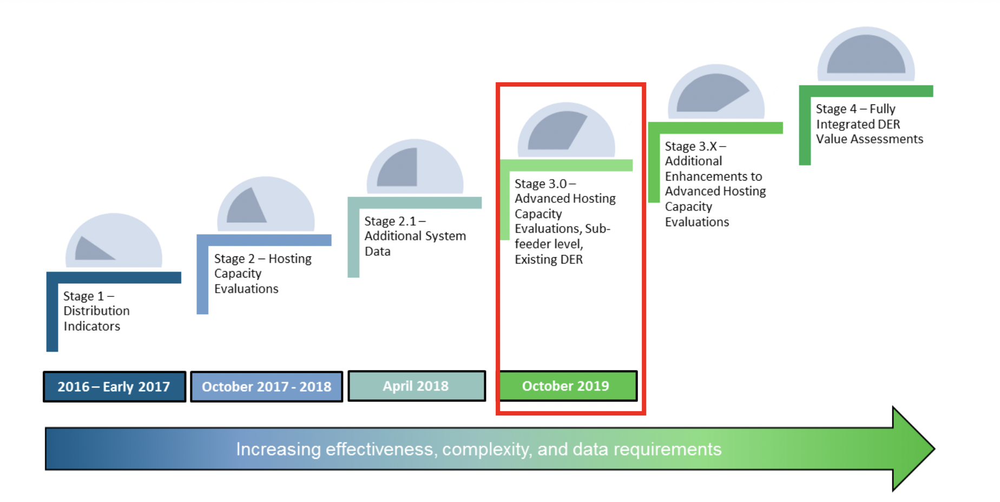 Stage 1 –
Distribution
Indicators
Stage 2 – Hosting
Capacity
Evaluations
Stage 2.1 –
Additional System
Data
Stage 3.0 –
Advanced Hosting
Capacity
Evaluations, Sub-
feeder level,
Existing DER
Stage 3.X –
Additional
Enhancements to
Advanced Hosting
Capacity
Evaluations
Stage 4 – Fully
Integrated DER
Value Assessments
2016 – Early 2017
October 2017 - 2018
April 2018
October 2019
Increasing effectiveness, complexity, and data requirements